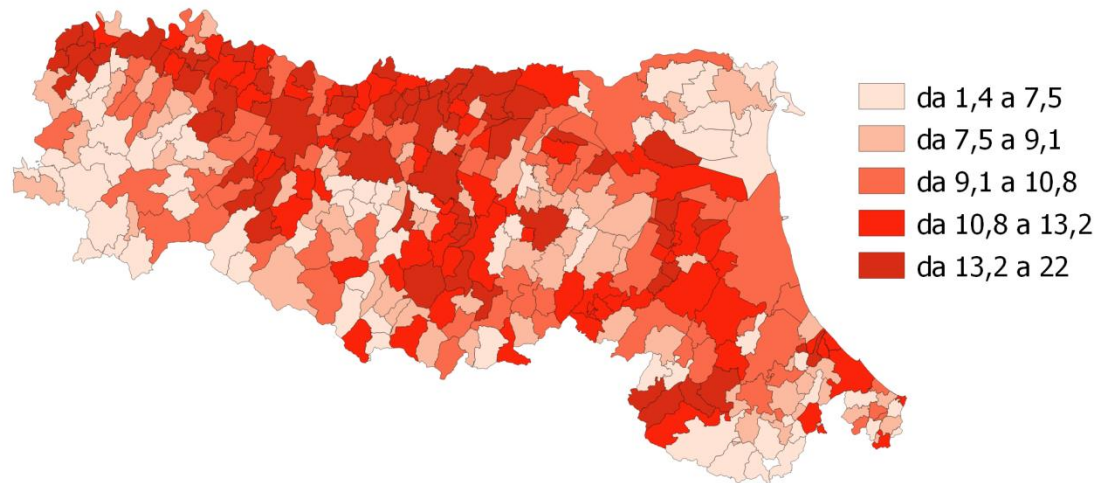 da 1,4 a 7,5
da 7,5 a 9,1
da 9,1 a 10,8
da 10,8 a 13,2
da 13,2 a 22